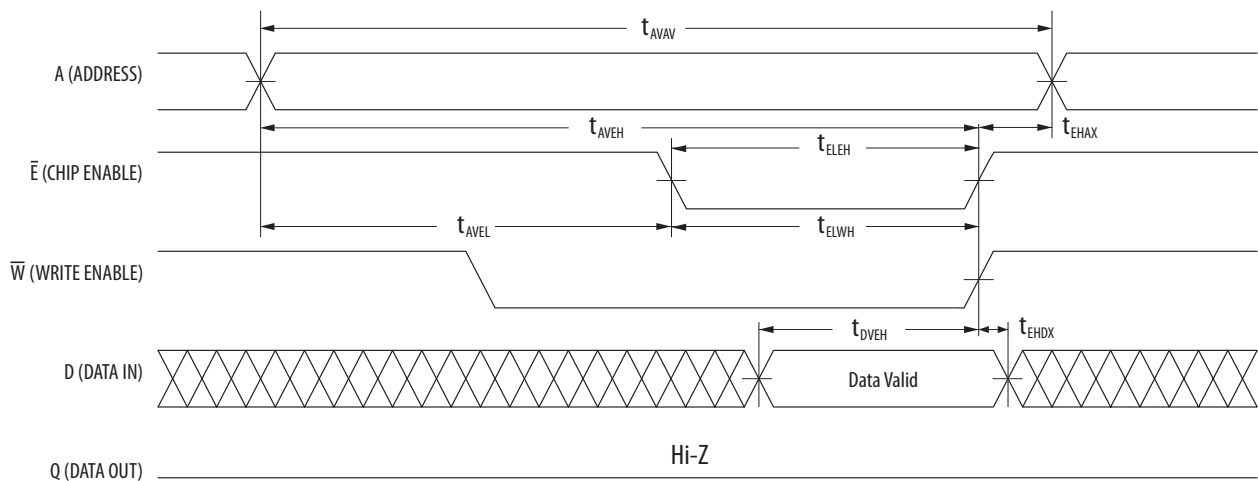 tAVAV
A (ADDRESS)
tAVEH
tEHAX
tELEH
E̅ (CHIP ENABLE)
tAVEL
tELWH
W̅ (WRITE ENABLE)
tDVEH
tEHDX
D (DATA IN)
Data Valid
Hi-Z
Q (DATA OUT)